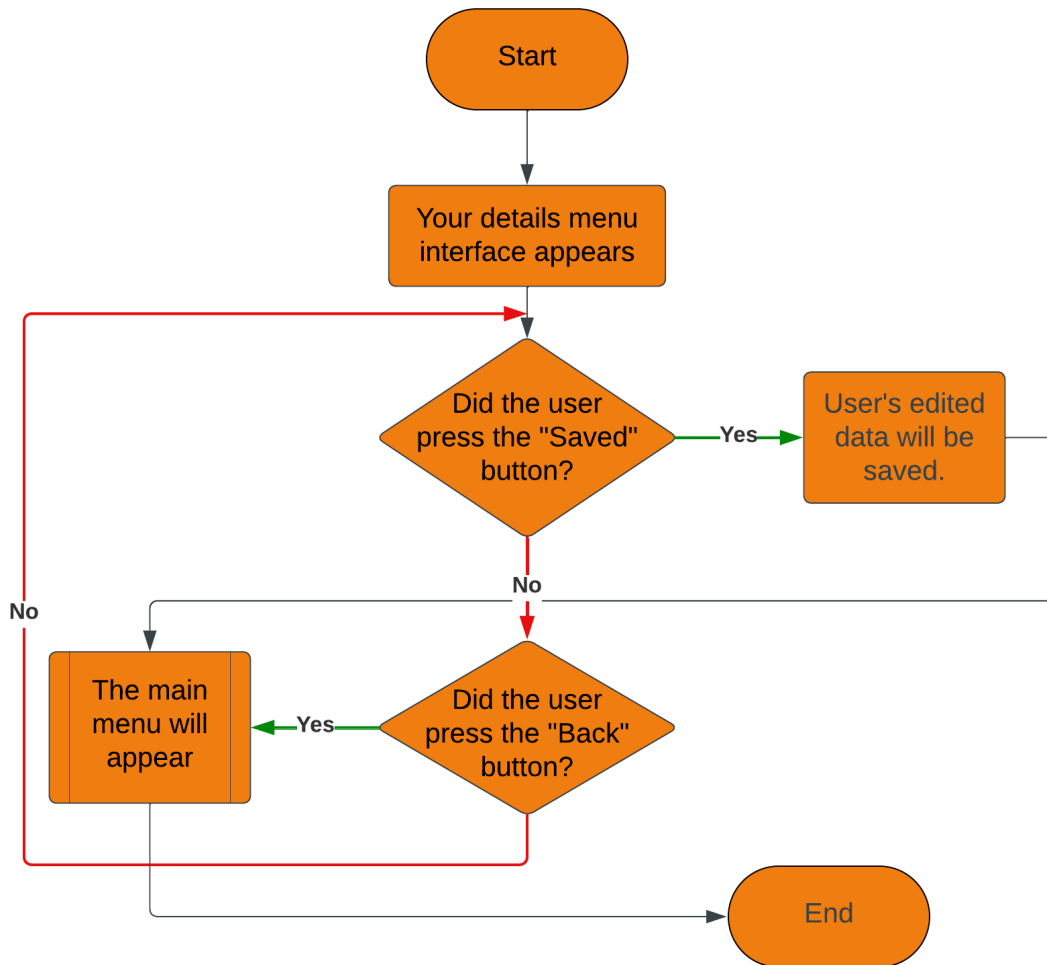 Start
Your details menu
interface appears
Did the user
press the "Saved"
button?
Yes
User's edited
data will be
saved.
No
No
The main
menu will
appear
Yes
Did the user
press the "Back"
button?
End